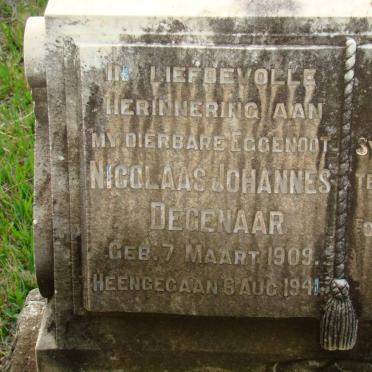 IN LIEFDEVOLLE
HERINNERING AAN
MY DIERBARE EGGENOOT
NICOLAAS JOHANNES
DEGENAAR
GEB. 7 MAART 1909.
HEENGEGAAN 8 AUG 1941